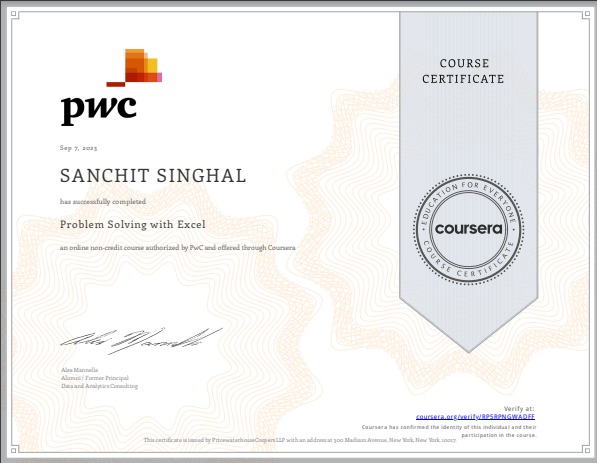 pwc
COURSE
CERTIFICATE
Sep 7, 2023
SANCHIT SINGHAL
has successfully completed
Problem Solving with Excel
an online non-credit course authorized by PwC and offered through Coursera
EDUCATION FOR EVERYONE
coursera
COURSE CERTIFICATE
Alex Mannella
Alumni / Former Principal
Data and Analytics Consulting
Verify at:
coursera.org/verify/RPSRPNGWADFF
Coursera has confirmed the identity of this individual and their
participation in the course.
This certificate is issued by PricewaterhouseCoopers LLP with an address at 300 Madison Avenue, New York, New York, 10017.